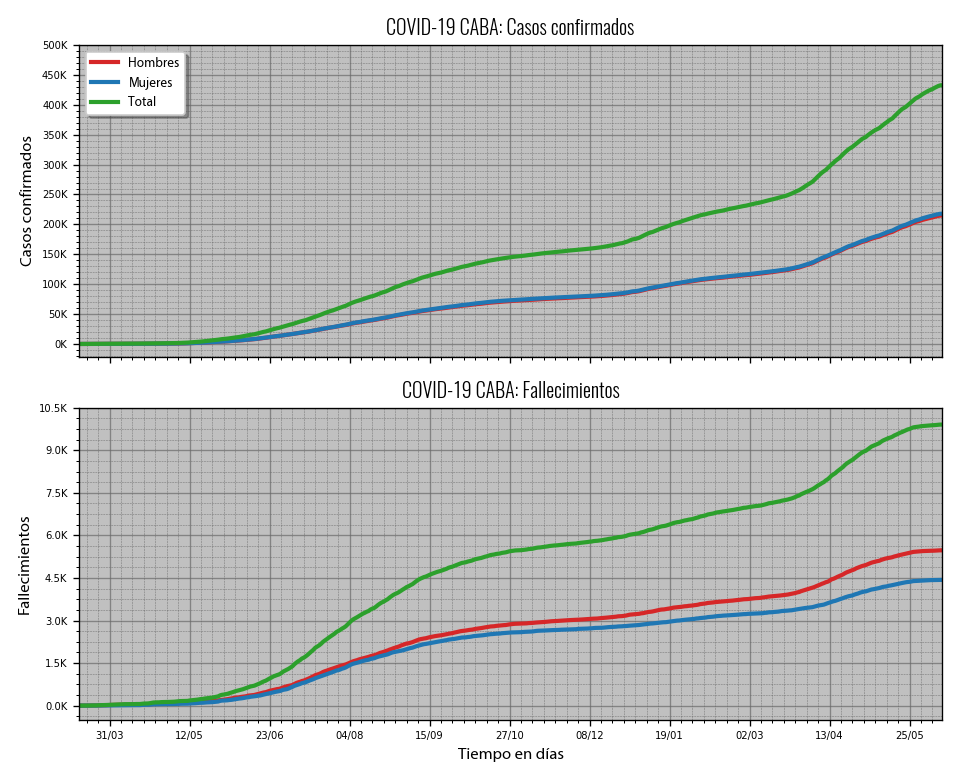 COVID-19 CABA: Casos confirmados
500K
450K
400K
350K
300K
250K
200K
150K
100K
50K
0K
Casos confirmados
Hombres
Mujeres
Total
COVID-19 CABA: Fallecimientos
10.5K
9.0K
7.5K
6.0K
4.5K
3.0K
1.5K
0.0K
Fallecimientos
31/03 12/05 23/06 04/08 15/09 27/10 08/12 19/01 02/03 13/04 25/05
Tiempo en días